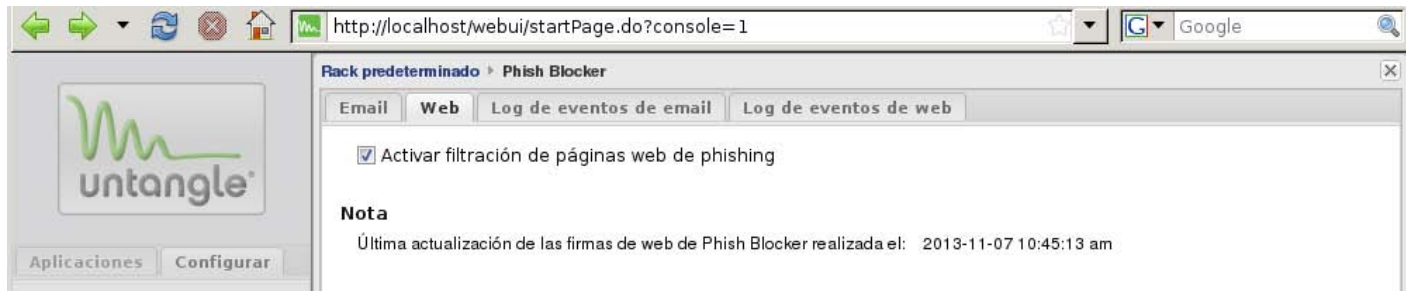 http://localhost/webui/startPage.do?console=1
G Google
Rack predeterminado Phish Blocker
Email Web Log de eventos de email Log de eventos de web
Activar filtración de páginas web de phishing
untangle
Nota
Última actualización de las firmas de web de Phish Blocker realizada el: 2013-11-07 10:45:13 am
Aplicaciones Configurar